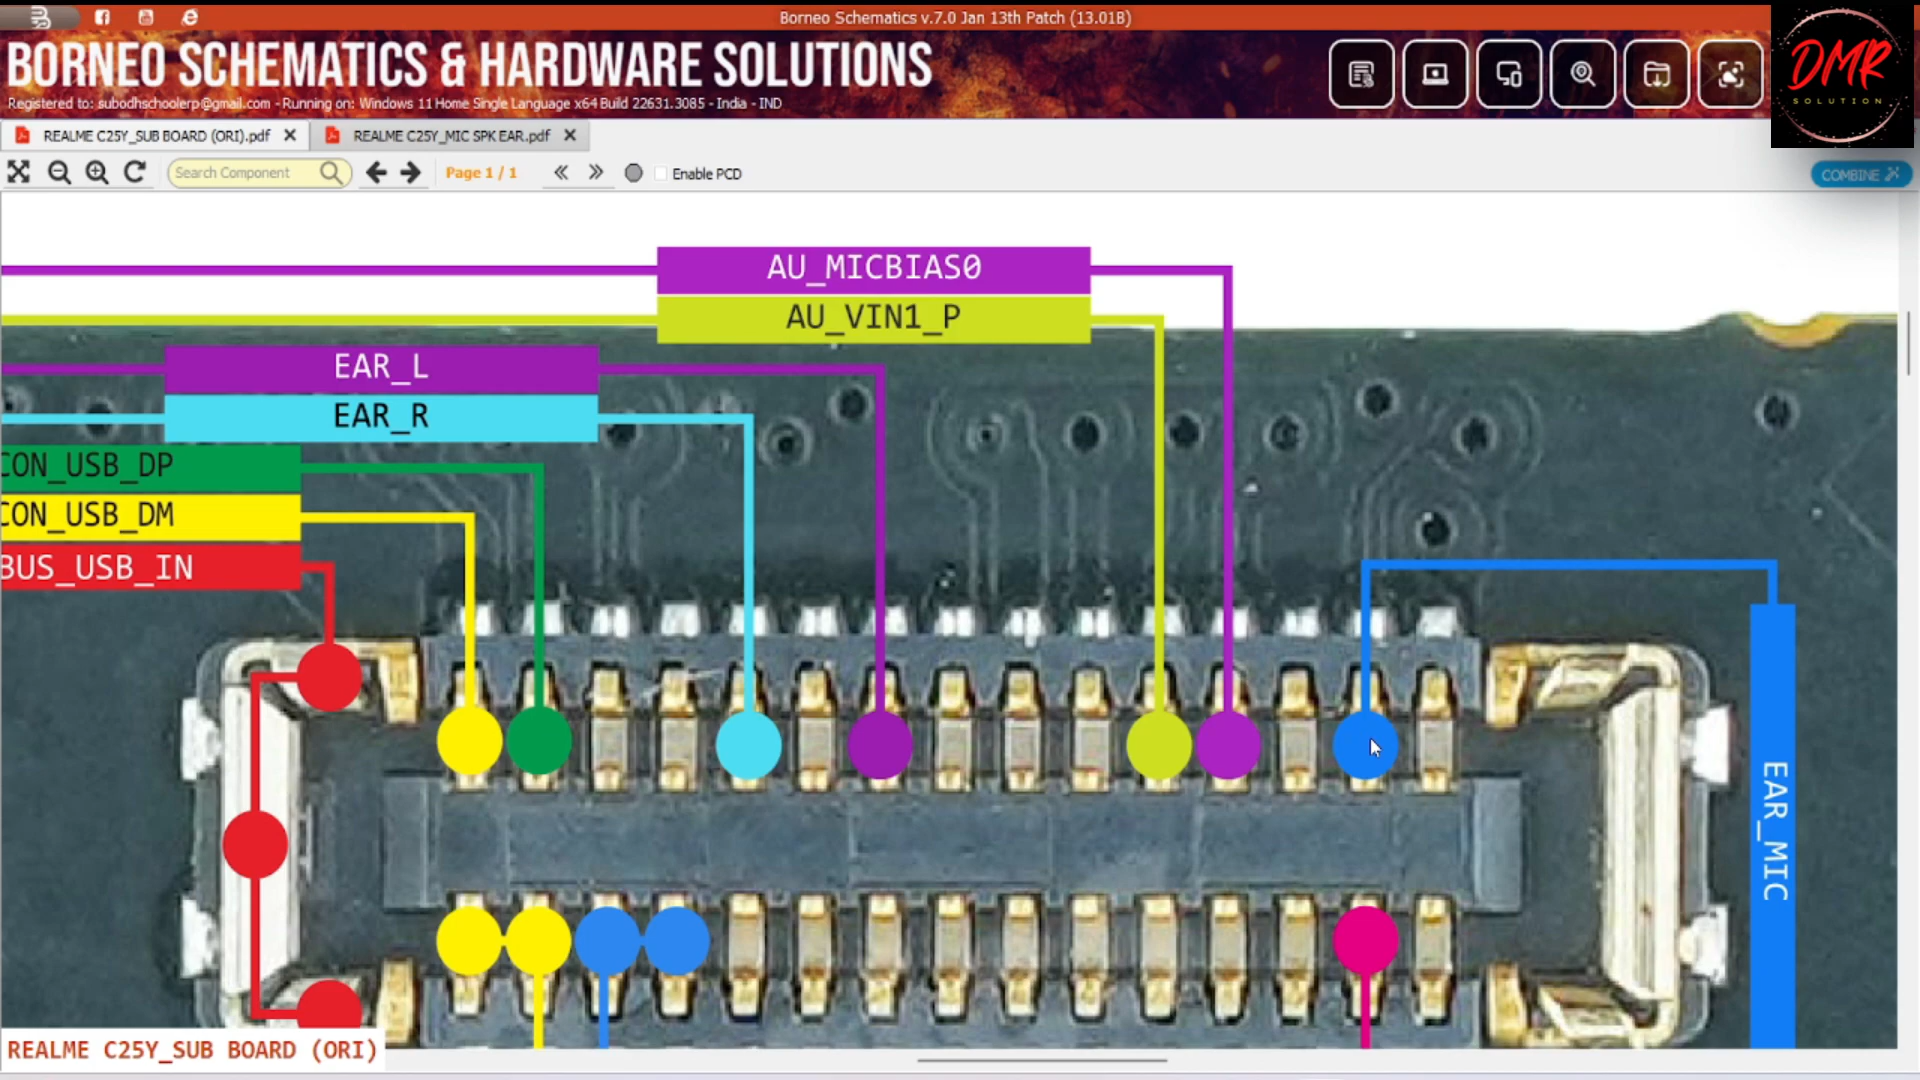 Borneo Schematics v.7.0 Jan 13th Patch (13.01B)
BORNEO SCHEMATICS & HARDWARE SOLUTIONS
Registered to: subodhschoolerp@gmail.com - Running on: Windows 11 Home Single Language x64 Build 22631.3085 - India - IND
DMR
SOLUTION
REALME C25Y_SUB BOARD (ORI).pdf
REALME C25Y_MIC SPK EAR.pdf
Search Component
Page 1 / 1
Enable PCD
COMBINE
AU_MICBIAS0
AU_VIN1_P
EAR_L
EAR_R
CON_USB_DP
CON_USB_DM
BUS_USB_IN
EAR_MIC
REALME C25Y_SUB BOARD (ORI)